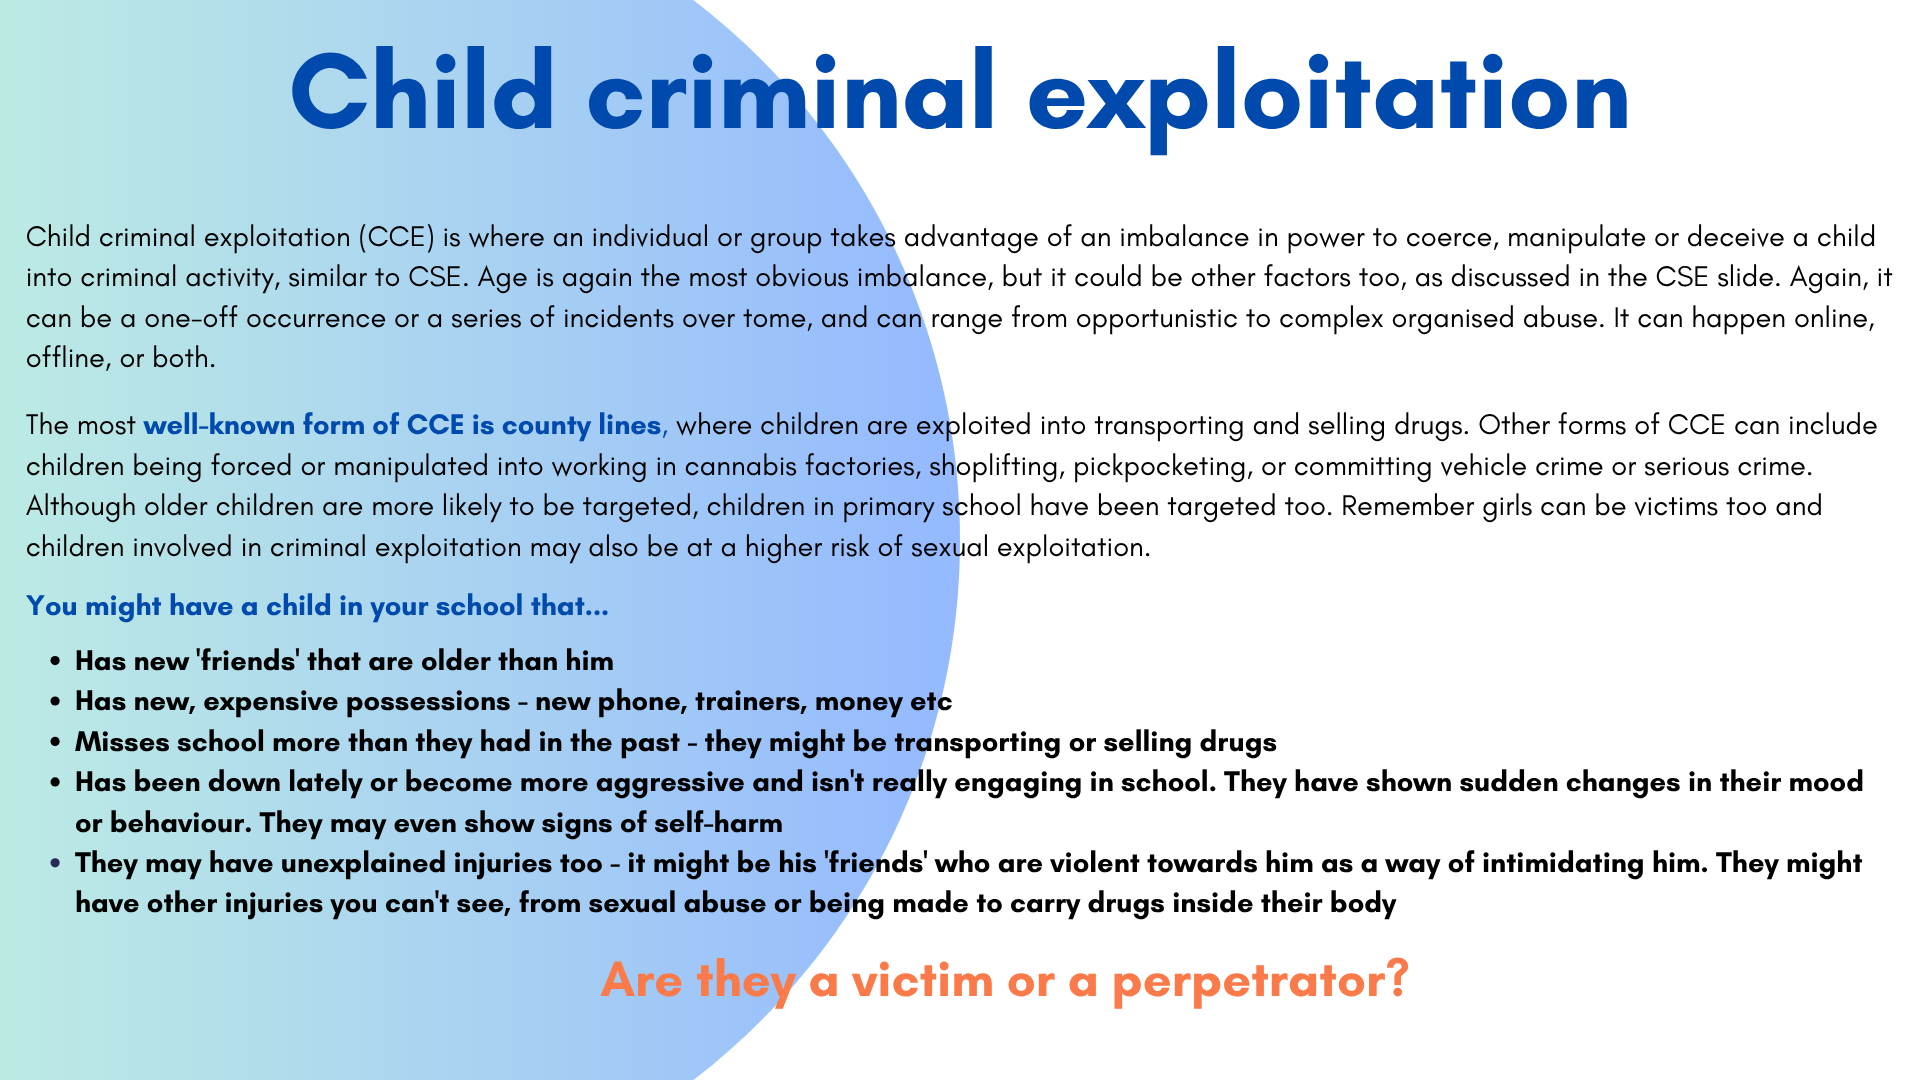 Child criminal exploitation
Child criminal exploitation (CCE) is where an individual or group takes advantage of an imbalance in power to coerce, manipulate or deceive a child
into criminal activity, similar to CSE. Age is again the most obvious imbalance, but it could be other factors too, as discussed in the CSE slide. Again, it
can be a one-off occurrence or a series of incidents over tome, and can range from opportunistic to complex organised abuse. It can happen online,
offline, or both.
The most well-known form of CCE is county lines, where children are exploited into transporting and selling drugs. Other forms of CCE can include
children being forced or manipulated into working in cannabis factories, shoplifting, pickpocketing, or committing vehicle crime or serious crime.
Although older children are more likely to be targeted, children in primary school have been targeted too. Remember girls can be victims too and
children involved in criminal exploitation may also be at a higher risk of sexual exploitation.
You might have a child in your school that...
• Has new 'friends' that are older than him
• Has new, expensive possessions - new phone, trainers, money etc
• Misses school more than they had in the past - they might be transporting or selling drugs
• Has been down lately or become more aggressive and isn't really engaging in school. They have shown sudden changes in their mood
or behaviour. They may even show signs of self-harm
• They may have unexplained injuries too - it might be his 'friends' who are violent towards him as a way of intimidating him. They might
have other injuries you can't see, from sexual abuse or being made to carry drugs inside their body
Are they a victim or a perpetrator?